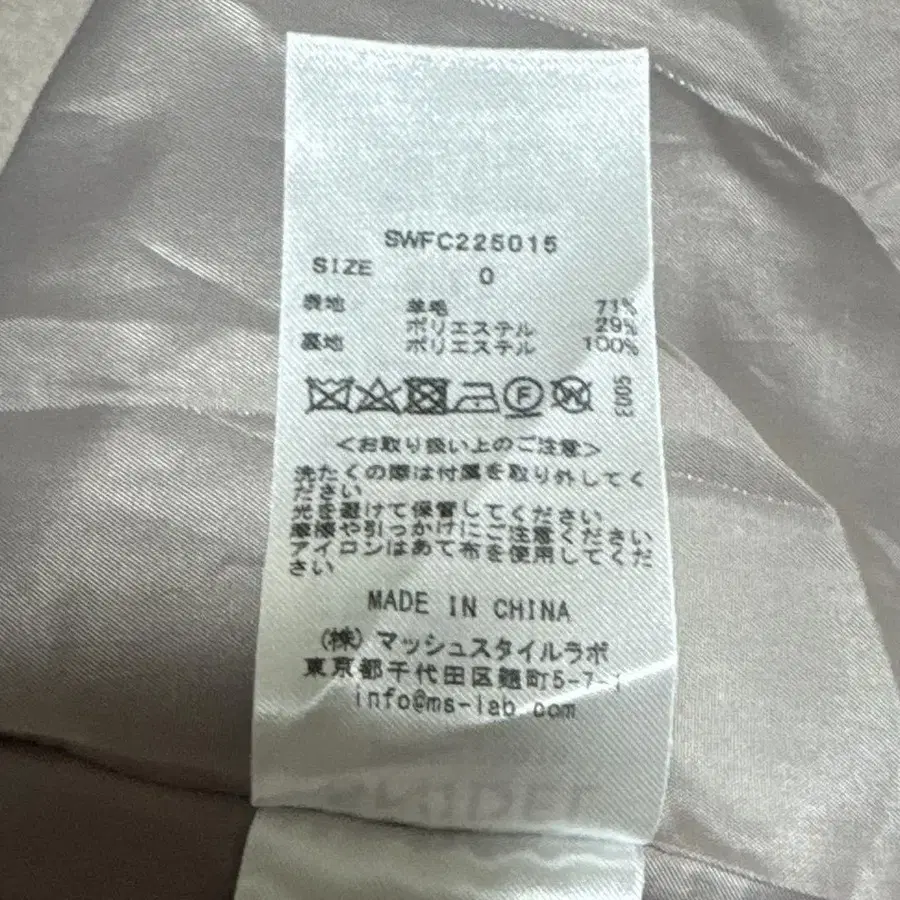 SWFC225015
SIZE 0
表地 羊毛 71%
ポリエステル 29%
裏地 ポリエステル 100%
F W E005
<お取り扱い上のご注意>
洗たくの際は付属を取り外してく
ださい
光を避けて保管してください
摩擦や引っかけにご注意ください
アイロンはあて布を使用してくだ
さい
MADE IN CHINA
(株)マッシュスタイルラボ
東京都千代田区麹町5-7-1
info@ms-lab.com